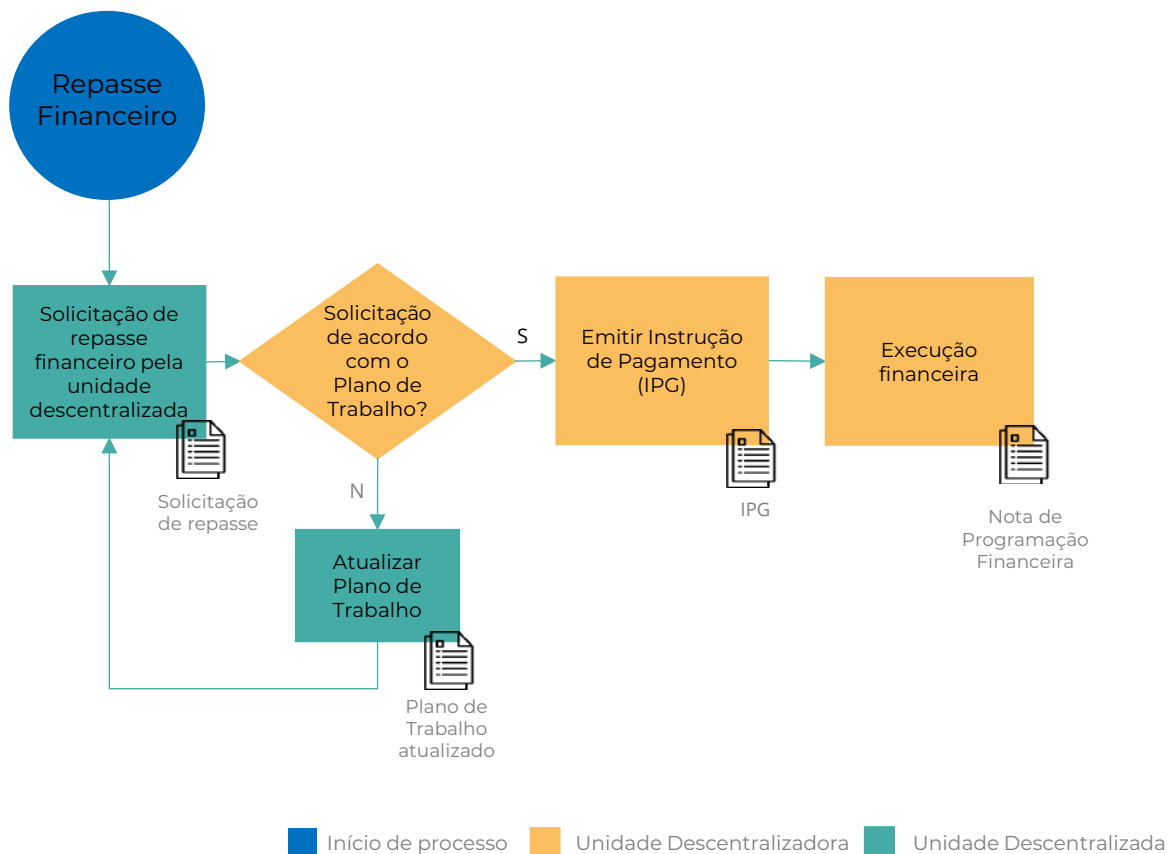 Repasse
Financeiro
Solicitação de
repasse
financeiro pela
unidade
descentralizada
Solicitação
de repasse
Solicitação
de acordo
com o
Plano de
Trabalho?
S
N
Emitir Instrução
de Pagamento
(IPG)
IPG
Execução
financeira
Nota de
Programação
Financeira
Atualizar
Plano de
Trabalho
Plano de
Trabalho
atualizado
Início de processo
Unidade Descentralizadora
Unidade Descentralizada